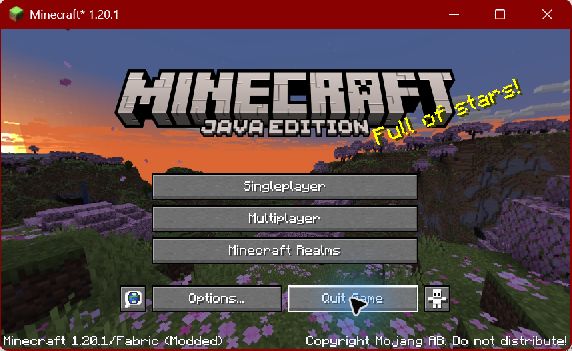 Minecraft* 1.20.1
MINECRAFT
JAVA EDITION
Full of stars!
Singleplayer
Multiplayer
Minecraft Realms
Options...
Quit Game
Minecraft 1.20.1/Fabric (Modded)
Copyright Mojang AB. Do not distribute!